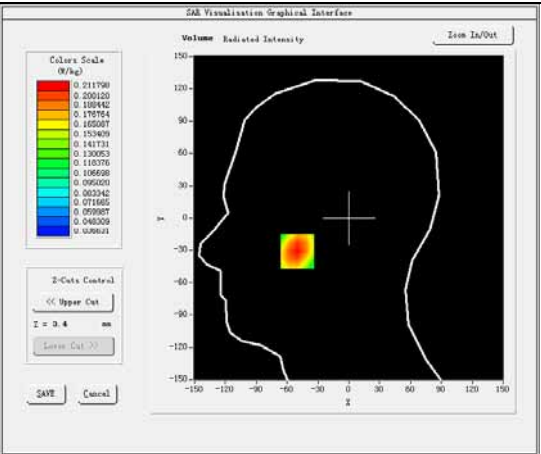 SAR Visualisation Graphical Interface
Colors Scale
(W/kg)
0.211798
0.200120
0.188442
0.176764
0.165087
0.153409
0.141731
0.130053
0.118376
0.106698
0.095020
0.083342
0.071665
0.059987
0.048309
0.036631
Z-Cuts Control
<< Upper Cut
Z = 3.4 mm
Lower Cut >>
SAVE
Cancel
Volume Radiated Intensity
Zoom In/Out
150
120
90
60
30
0
-30
-60
-90
-120
-150
Y
-150 -120 -90 -60 -30 0 30 60 90 120 150
X